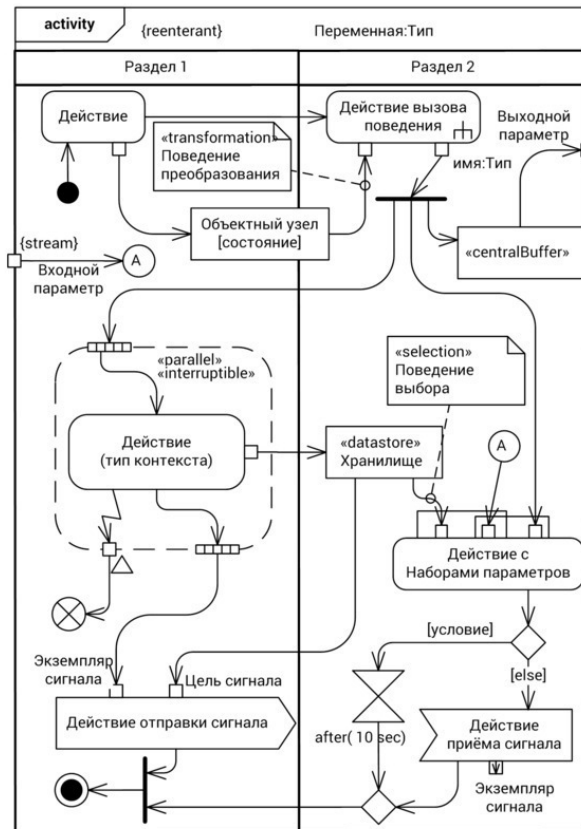 activity
{reenterant}
Переменная:Тип
Раздел 1
Раздел 2
Действие
Действие вызова
поведения
Выходной
параметр
«transformation»
Поведение
преобразования
имя:Тип
Объектный узел
[состояние]
«centralBuffer»
{stream}
Входной
параметр
A
«parallel»
«interruptible»
«selection»
Поведение
выбора
Действие
(тип контекста)
«datastore»
Хранилище
A
Действие с
Наборами параметров
[условие]
[else]
Экземпляр
сигнала
Цель сигнала
Действие отправки сигнала
after( 10 sec)
Действие
приёма сигнала
Экземпляр
сигнала